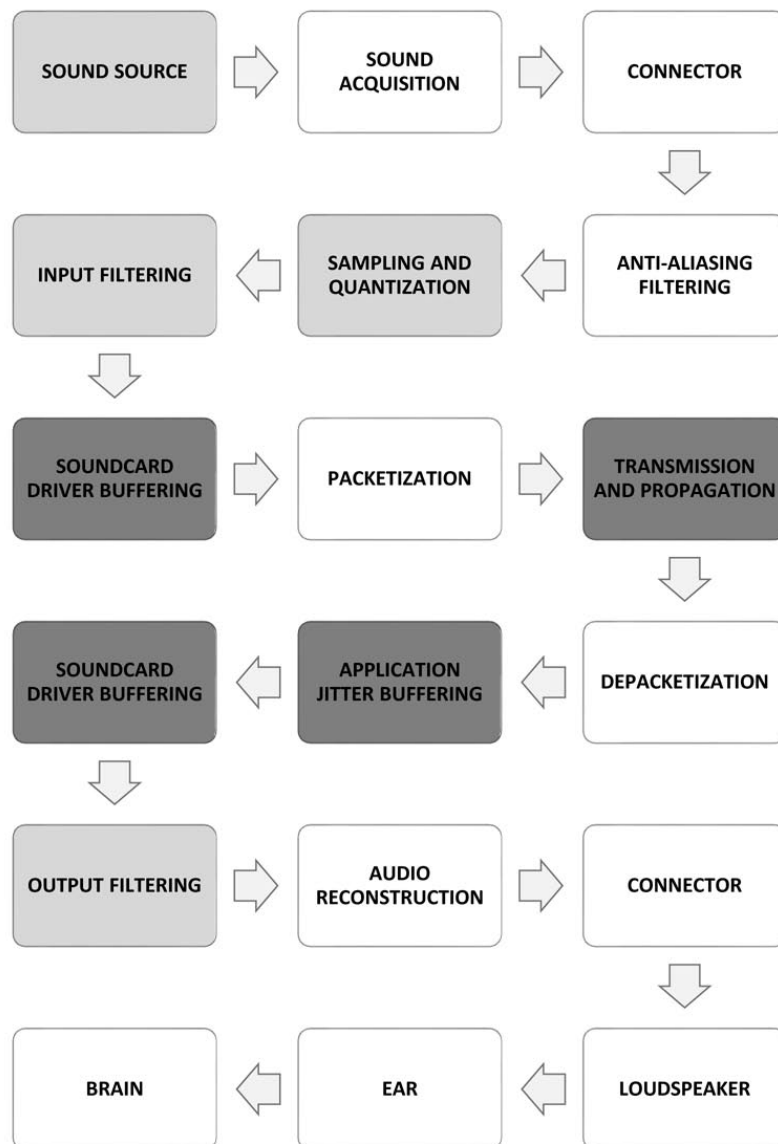 SOUND SOURCE
SOUND
ACQUISITION
CONNECTOR
ANTI-ALIASING
FILTERING
SAMPLING AND
QUANTIZATION
INPUT FILTERING
SOUNDCARD
DRIVER BUFFERING
PACKETIZATION
TRANSMISSION
AND PROPAGATION
DEPACKETIZATION
APPLICATION
JITTER BUFFERING
SOUNDCARD
DRIVER BUFFERING
OUTPUT FILTERING
AUDIO
RECONSTRUCTION
CONNECTOR
LOUDSPEAKER
EAR
BRAIN